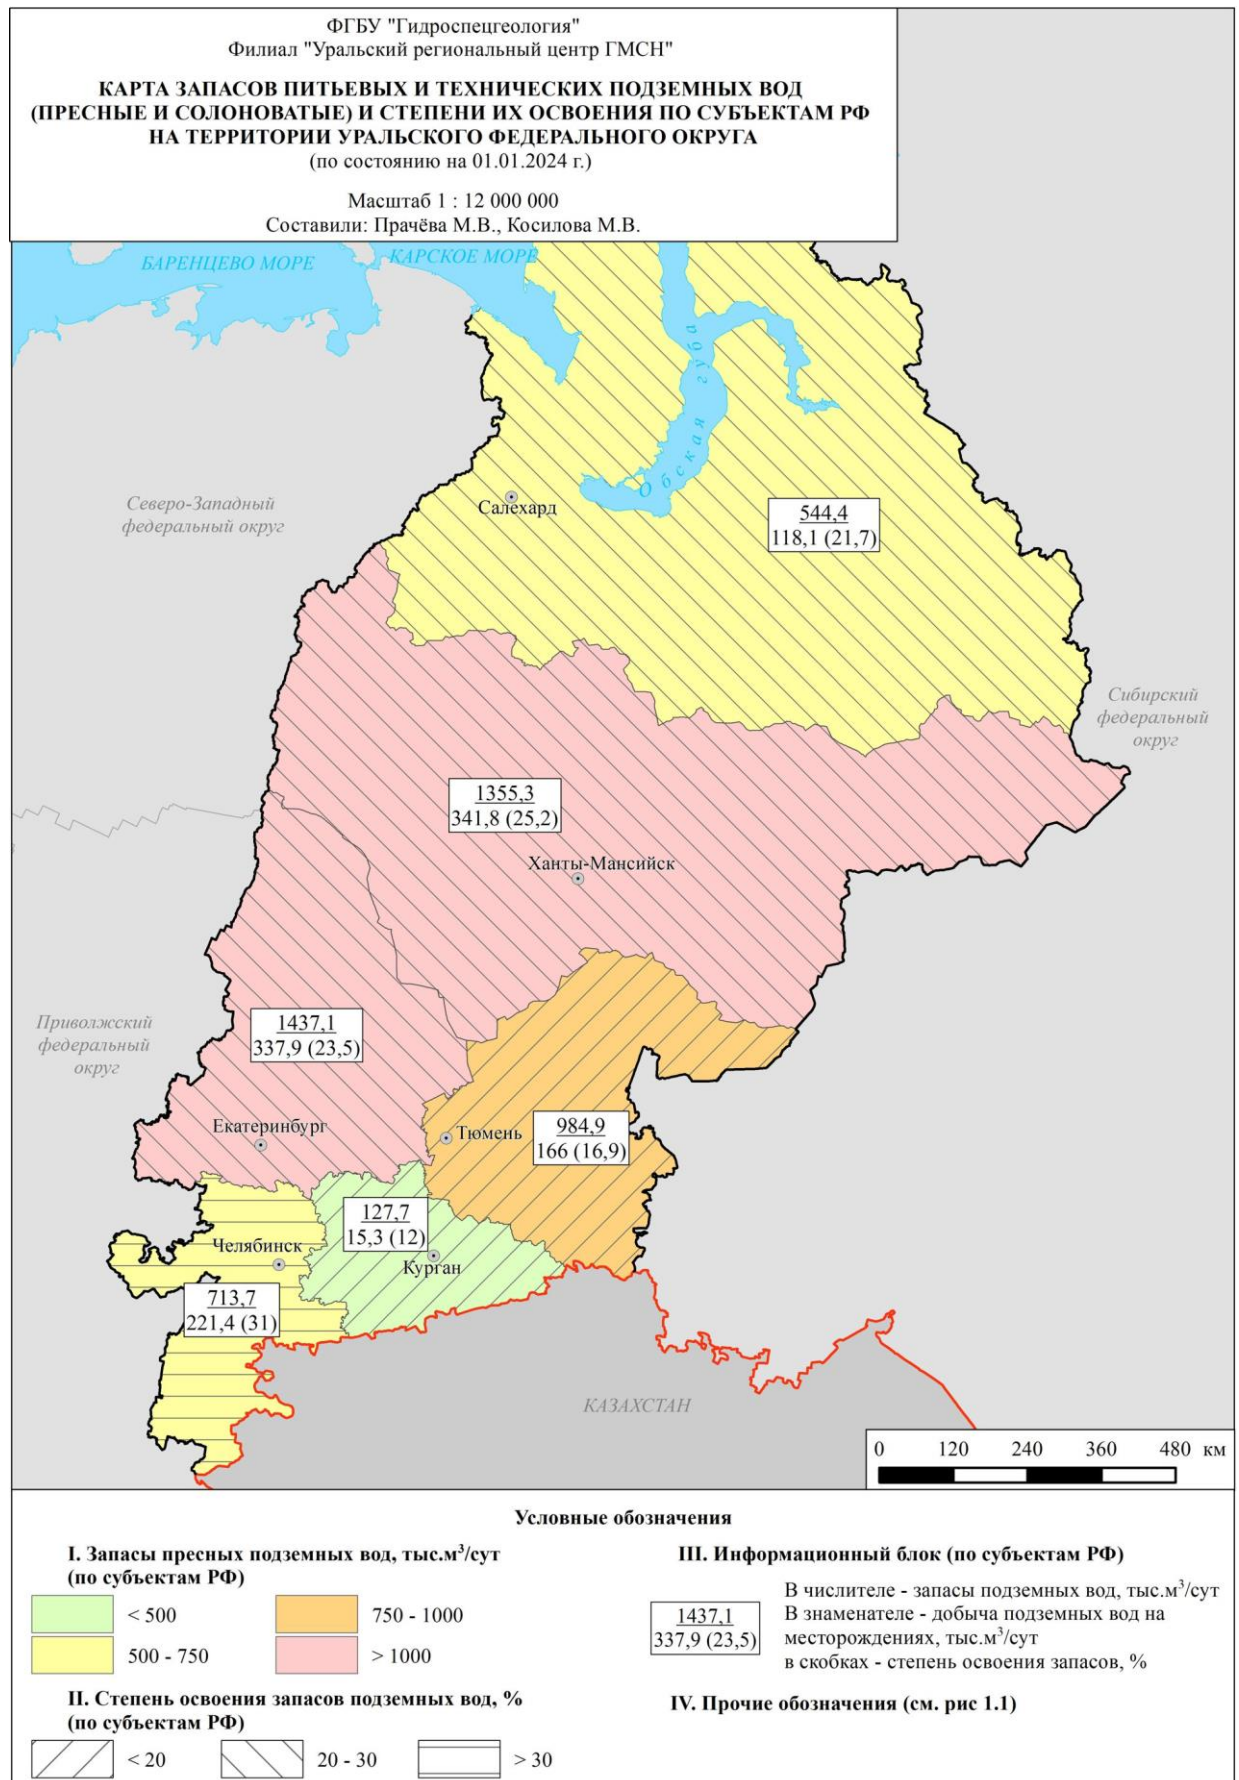 ФГБУ "Гидроспецгеология"
Филиал "Уральский региональный центр ГМСН"
КАРТА ЗАПАСОВ ПИТЬЕВЫХ И ТЕХНИЧЕСКИХ ПОДЗЕМНЫХ ВОД
(ПРЕСНЫЕ И СОЛОНОВАТЫЕ) И СТЕПЕНИ ИХ ОСВОЕНИЯ ПО СУБЪЕКТАМ РФ
НА ТЕРРИТОРИИ УРАЛЬСКОГО ФЕДЕРАЛЬНОГО ОКРУГА
(по состоянию на 01.01.2024 г.)
Масштаб 1 : 12 000 000
Составили: Прачёва М.В., Косилова М.В.
БАРЕНЦЕВО МОРЕ
КАРСКОЕ МОРЕ
Обская губа
Северо-Западный
федеральный округ
Салехард
544,4
118,1 (21,7)
Сибирский
федеральный
округ
1355,3
341,8 (25,2)
Ханты-Мансийск
Приволжский
федеральный
округ
1437,1
337,9 (23,5)
Екатеринбург
Тюмень
984,9
166 (16,9)
127,7
15,3 (12)
Челябинск
Курган
713,7
221,4 (31)
КАЗАХСТАН
0 120 240 360 480 км
Условные обозначения
I. Запасы пресных подземных вод, тыс.м³/сут
(по субъектам РФ)
< 500
750 - 1000
500 - 750
> 1000
II. Степень освоения запасов подземных вод, %
(по субъектам РФ)
< 20
20 - 30
> 30
III. Информационный блок (по субъектам РФ)
1437,1
337,9 (23,5)
В числителе - запасы подземных вод, тыс.м³/сут
В знаменателе - добыча подземных вод на
месторождениях, тыс.м³/сут
в скобках - степень освоения запасов, %
IV. Прочие обозначения (см. рис 1.1)